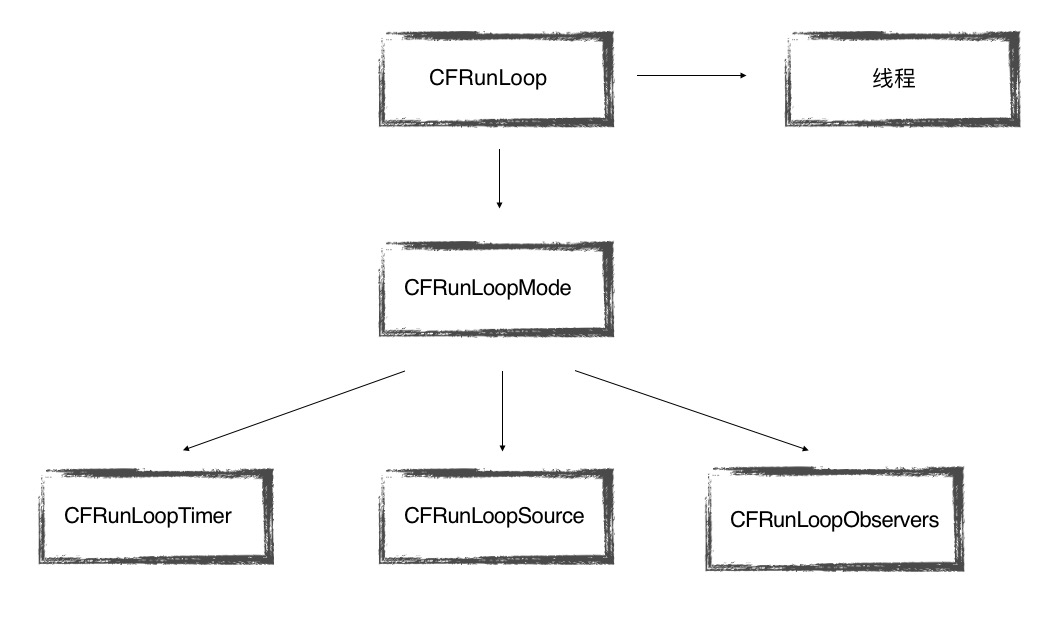 CFRunLoop
线程
CFRunLoopMode
CFRunLoopTimer
CFRunLoopSource
CFRunLoopObservers